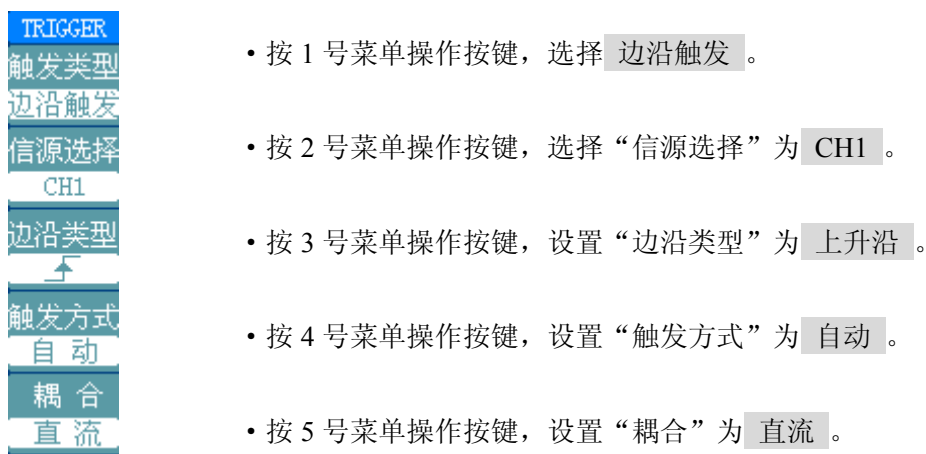 TRIGGER
触发类型
边沿触发
信源选择
CH1
边沿类型
触发方式
自 动
耦 合
直 流
·按 1 号菜单操作按键，选择 边沿触发 。
·按 2 号菜单操作按键，选择“信源选择”为 CH1 。
·按 3 号菜单操作按键，设置“边沿类型”为 上升沿 。
·按 4 号菜单操作按键，设置“触发方式”为 自动 。
·按 5 号菜单操作按键，设置“耦合”为 直流 。